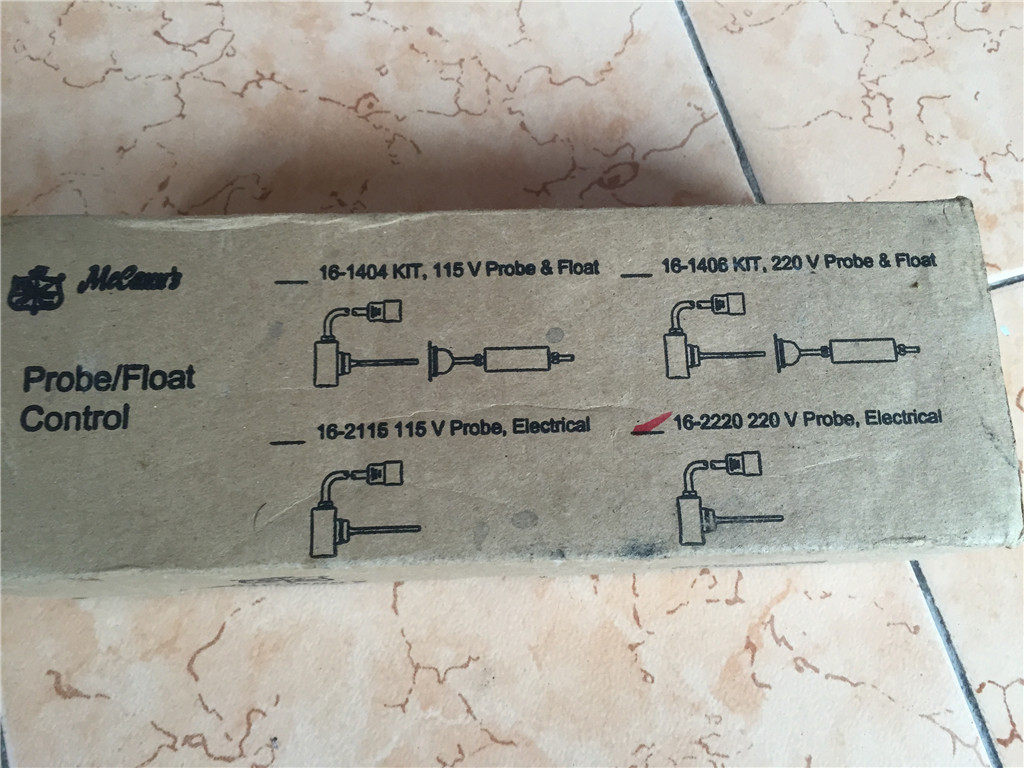 McCann's
Probe/Float
Control
16-1404 KIT, 115 V Probe & Float
16-1406 KIT, 220 V Probe & Float
16-2115 115 V Probe, Electrical
16-2220 220 V Probe, Electrical